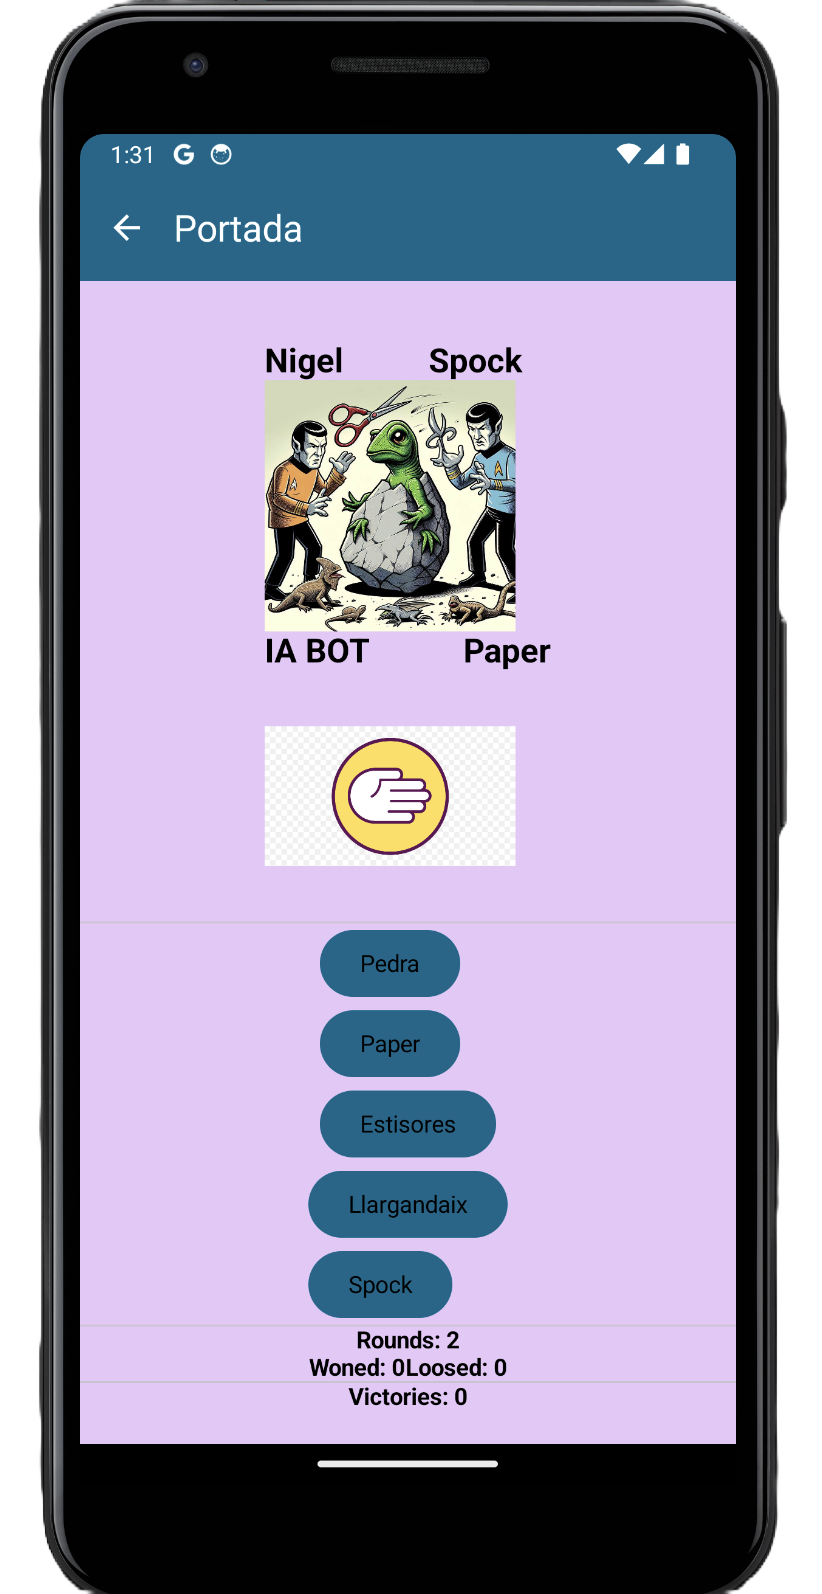 1:31
Portada
Nigel Spock
IA BOT Paper
Pedra
Paper
Estisores
Llargandaix
Spock
Rounds: 2
Woned: 0Loosed: 0
Victories: 0